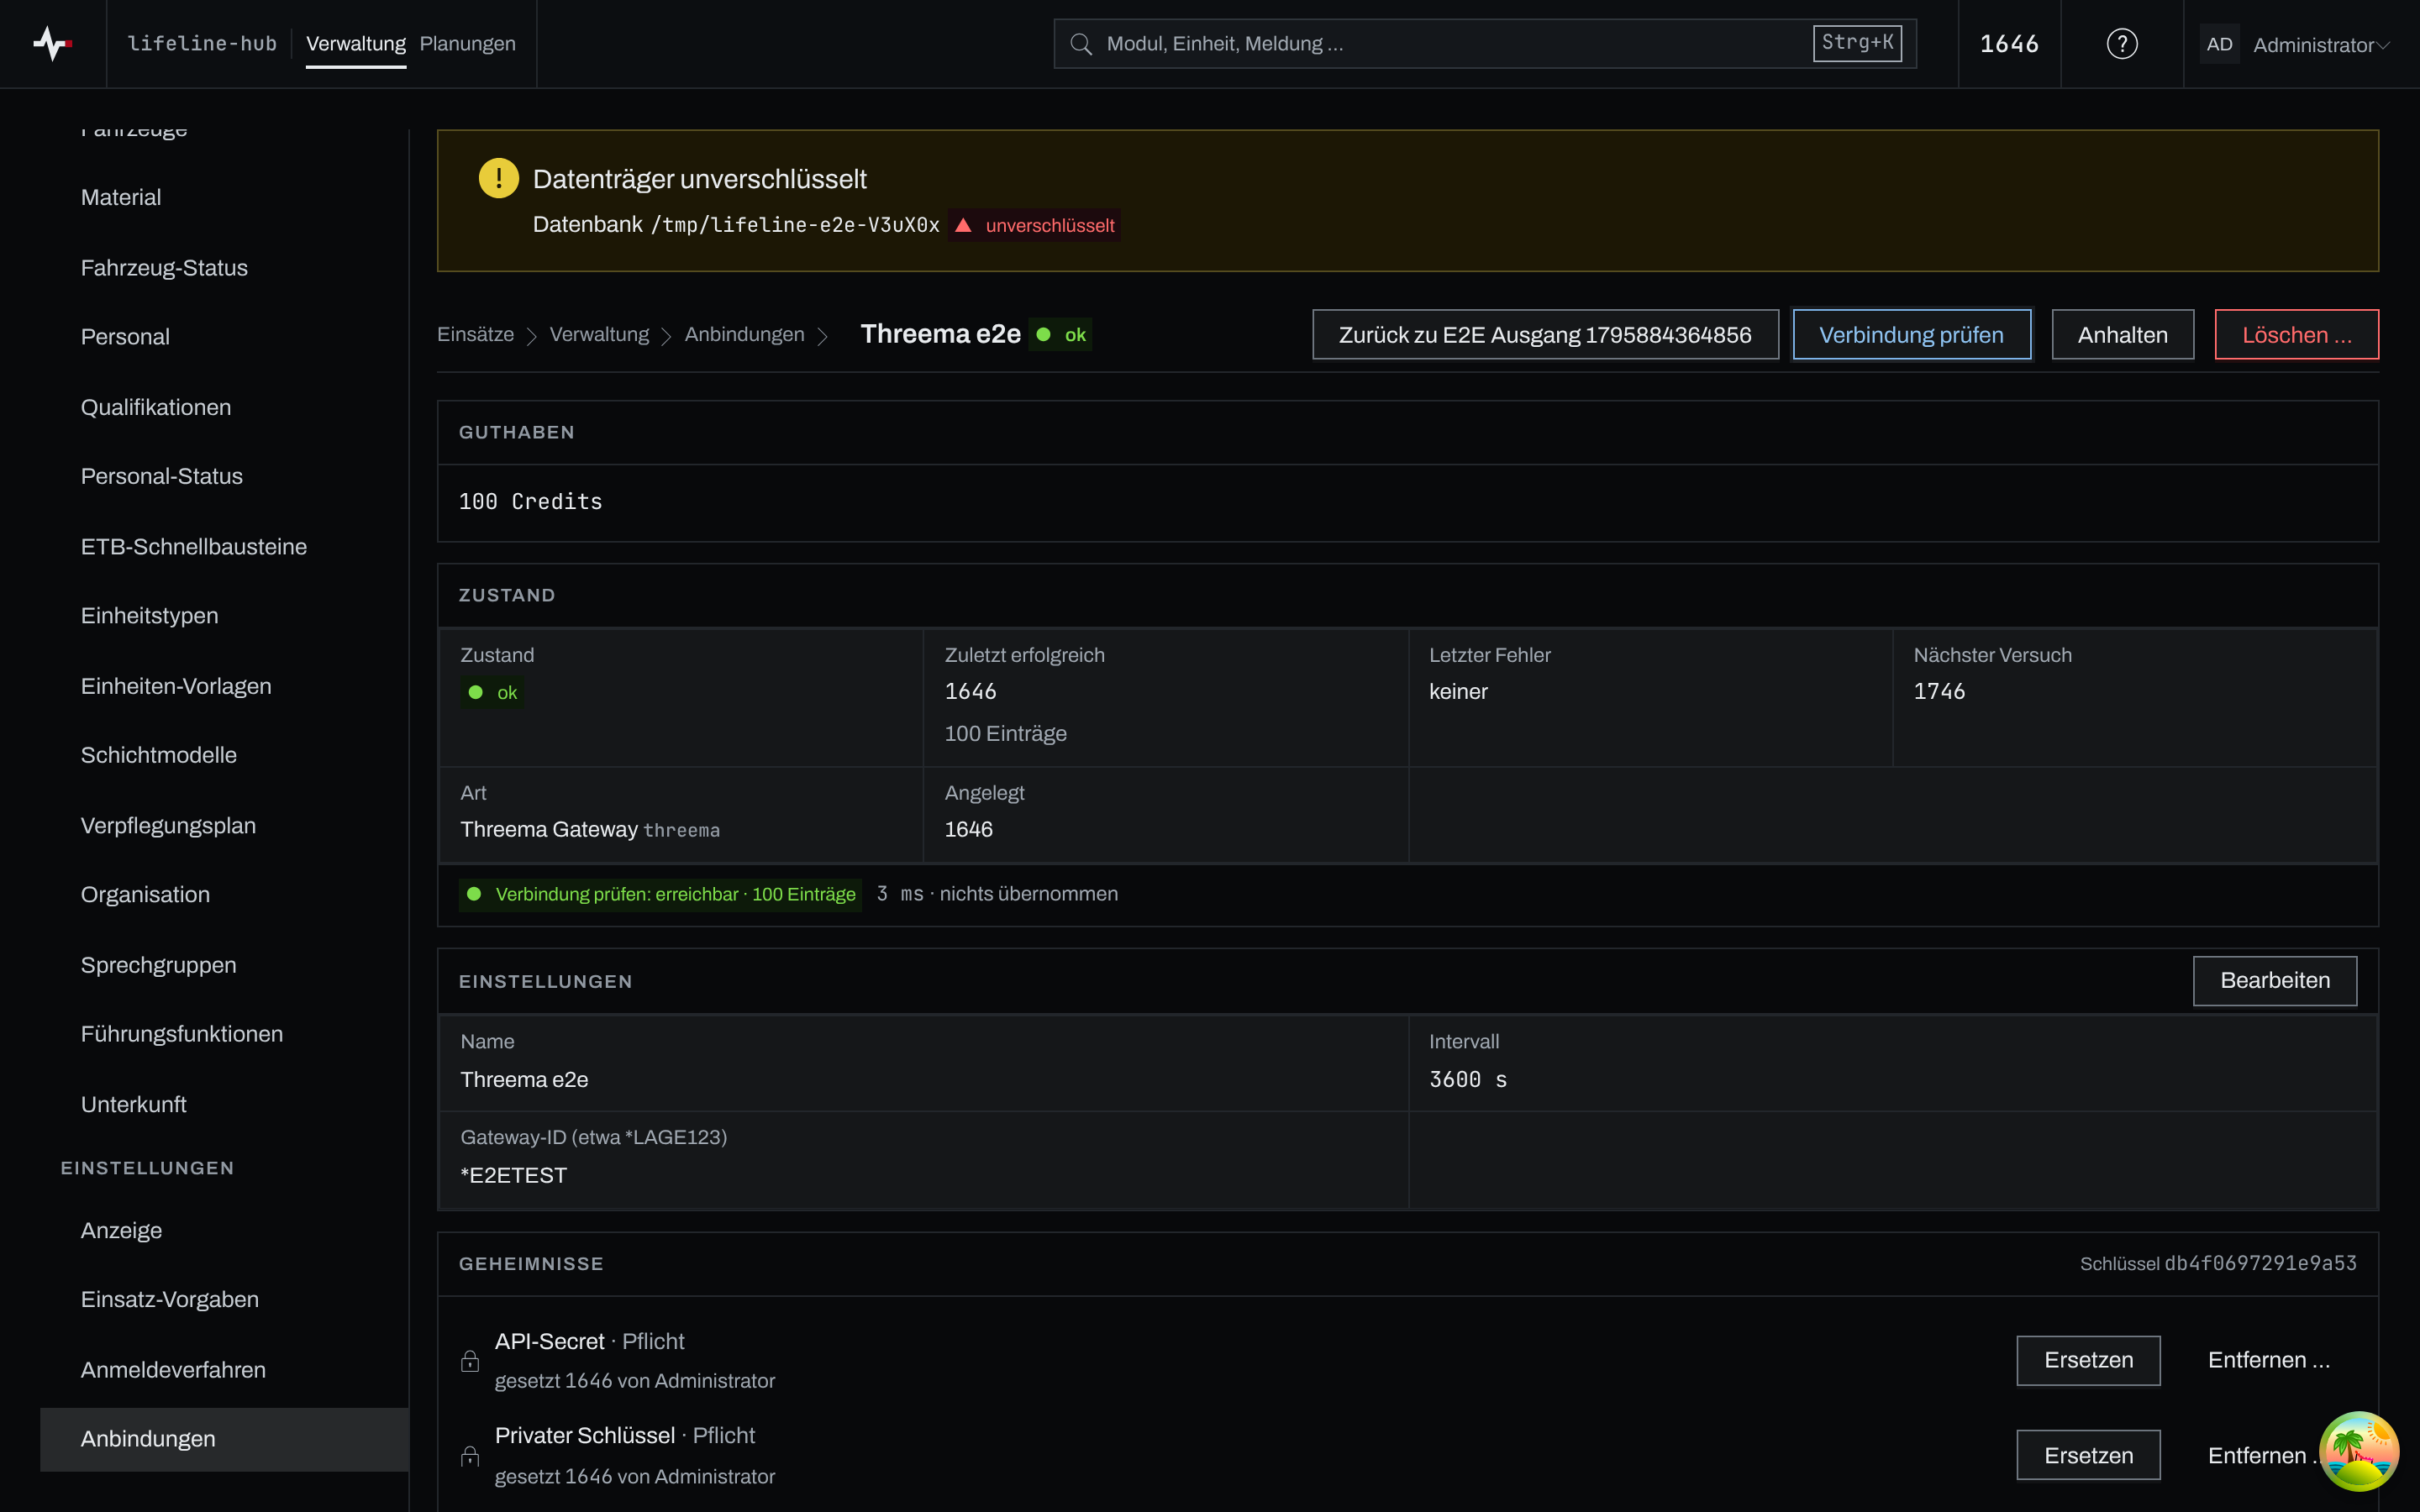 lifeline-hub
Verwaltung
Planungen
Modul, Einheit, Meldung ...
Strg+K
1646
?
AD
Administrator
Fahrzeuge
Material
Fahrzeug-Status
Personal
Qualifikationen
Personal-Status
ETB-Schnellbausteine
Einheitstypen
Einheiten-Vorlagen
Schichtmodelle
Verpflegungsplan
Organisation
Sprechgruppen
Führungsfunktionen
Unterkunft
EINSTELLUNGEN
Anzeige
Einsatz-Vorgaben
Anmeldeverfahren
Anbindungen
Datenträger unverschlüsselt
Datenbank /tmp/lifeline-e2e-V3uX0x unverschlüsselt
Einsätze
Verwaltung
Anbindungen
Threema e2e
ok
Zurück zu E2E Ausgang 1795884364856
Verbindung prüfen
Anhalten
Löschen ...
GUTHABEN
100 Credits
ZUSTAND
Zustand
ok
Zuletzt erfolgreich
1646
100 Einträge
Letzter Fehler
keiner
Nächster Versuch
1746
Art
Threema Gateway threema
Angelegt
1646
Verbindung prüfen: erreichbar · 100 Einträge 3 ms · nichts übernommen
EINSTELLUNGEN
Bearbeiten
Name
Threema e2e
Intervall
3600 s
Gateway-ID (etwa *LAGE123)
*E2ETEST
GEHEIMNISSE
Schlüssel db4f0697291e9a53
API-Secret · Pflicht
gesetzt 1646 von Administrator
Ersetzen
Entfernen ...
Privater Schlüssel · Pflicht
gesetzt 1646 von Administrator
Ersetzen
Entfernen